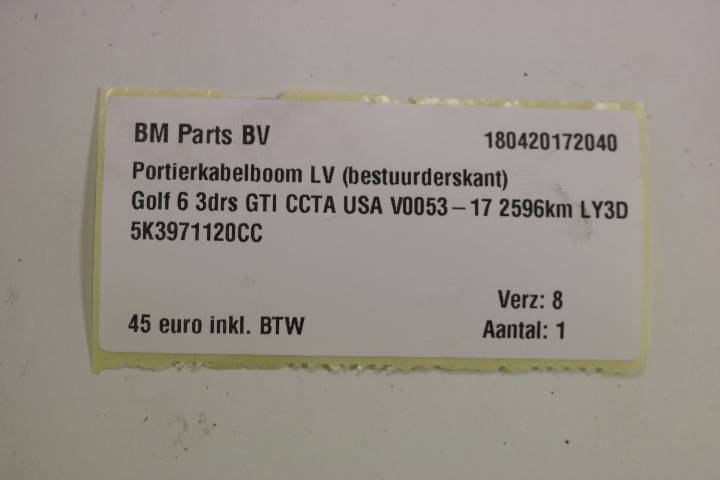 BM Parts BV 180420172040
Portierkabelboom LV (bestuurderskant)
Golf 6 3drs GTI CCTA USA V0053-17 2596km LY3D
5K3971120CC
Verz: 8
45 euro inkl. BTW Aantal: 1